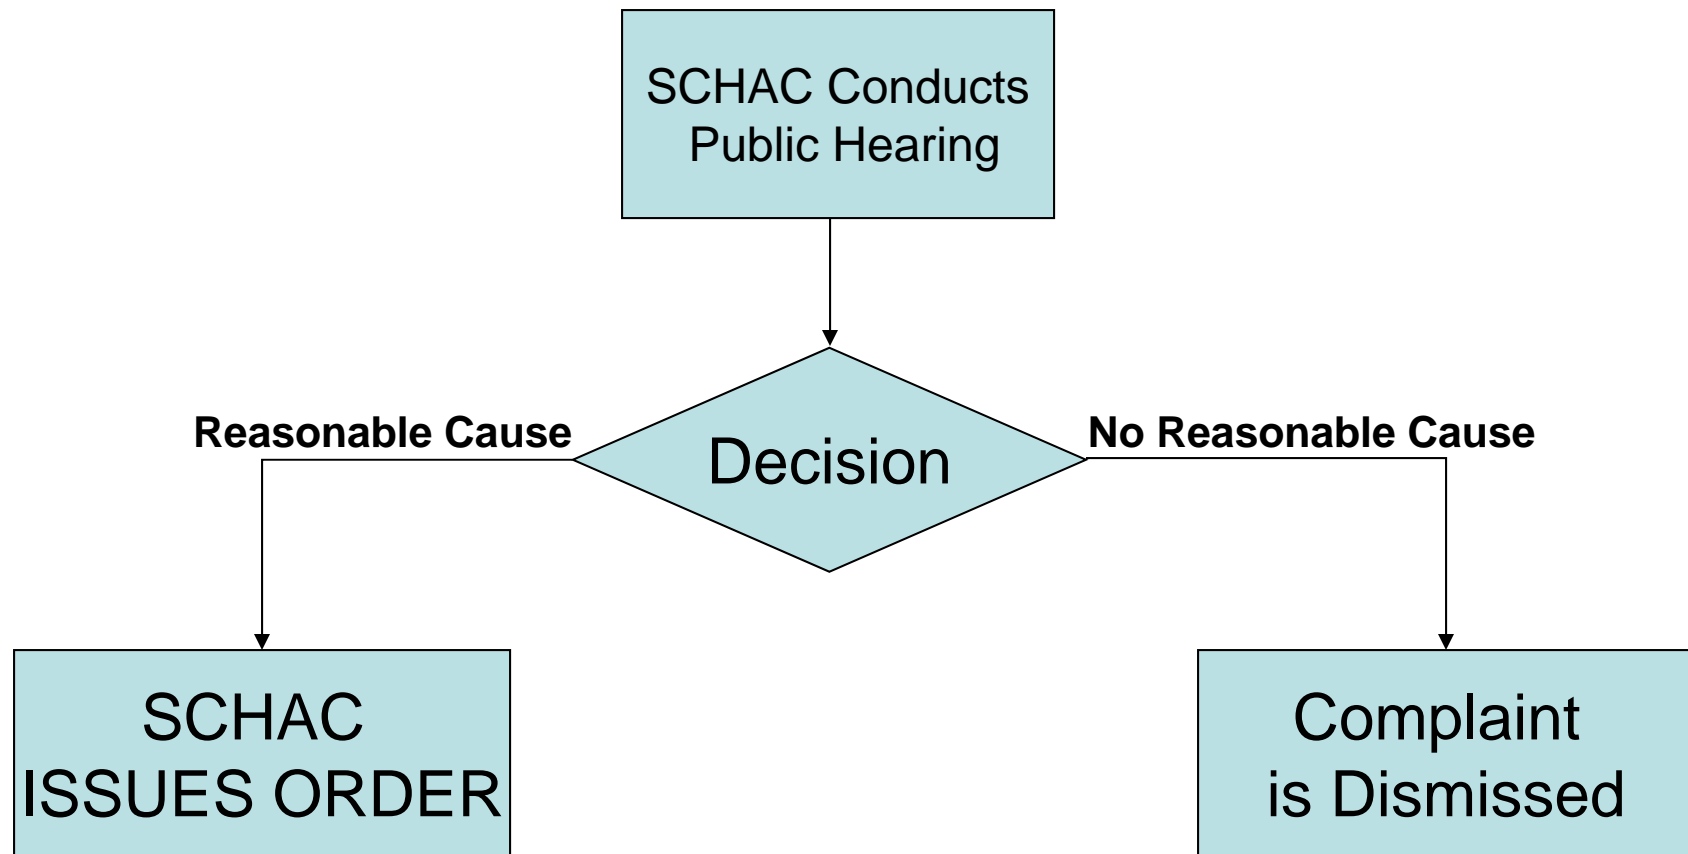 SCHAC Conducts
Public Hearing
Reasonable Cause
Decision
No Reasonable Cause
SCHAC
ISSUES ORDER
Complaint
is Dismissed